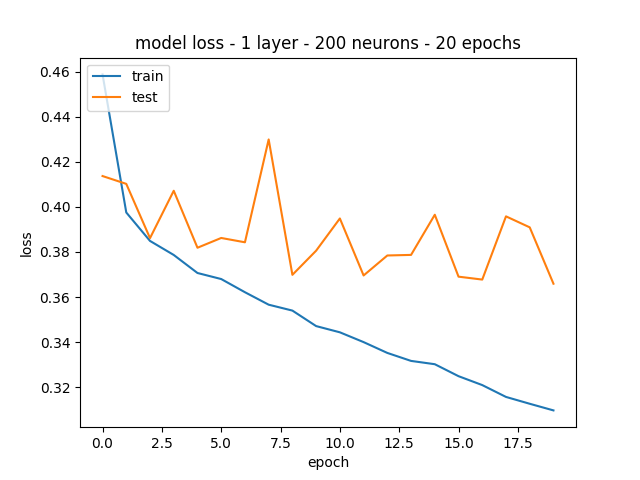 model loss - 1 layer - 200 neurons - 20 epochs
train
test
0.46
0.44
0.42
0.40
0.38
0.36
0.34
0.32
loss
0.0 2.5 5.0 7.5 10.0 12.5 15.0 17.5
epoch